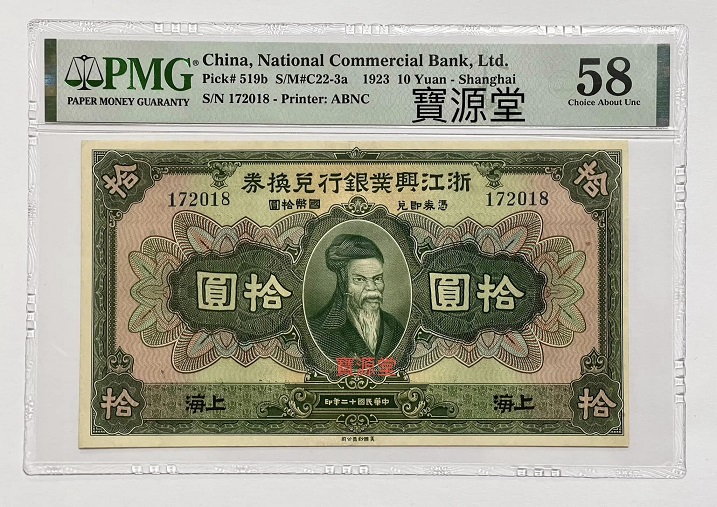 PMG®
PAPER MONEY GUARANTY
China, National Commercial Bank, Ltd.
Pick# 519b S/M#C22-3a 1923 10 Yuan - Shanghai
S/N 172018 - Printer: ABNC
寶源堂
58
Choice About Unc
拾
券換兌行銀業興江浙
拾
172018
圓拾幣國
兌即券憑
172018
圓拾
圓拾
寶源堂
拾
海上
印年二十國民華中
海上
拾